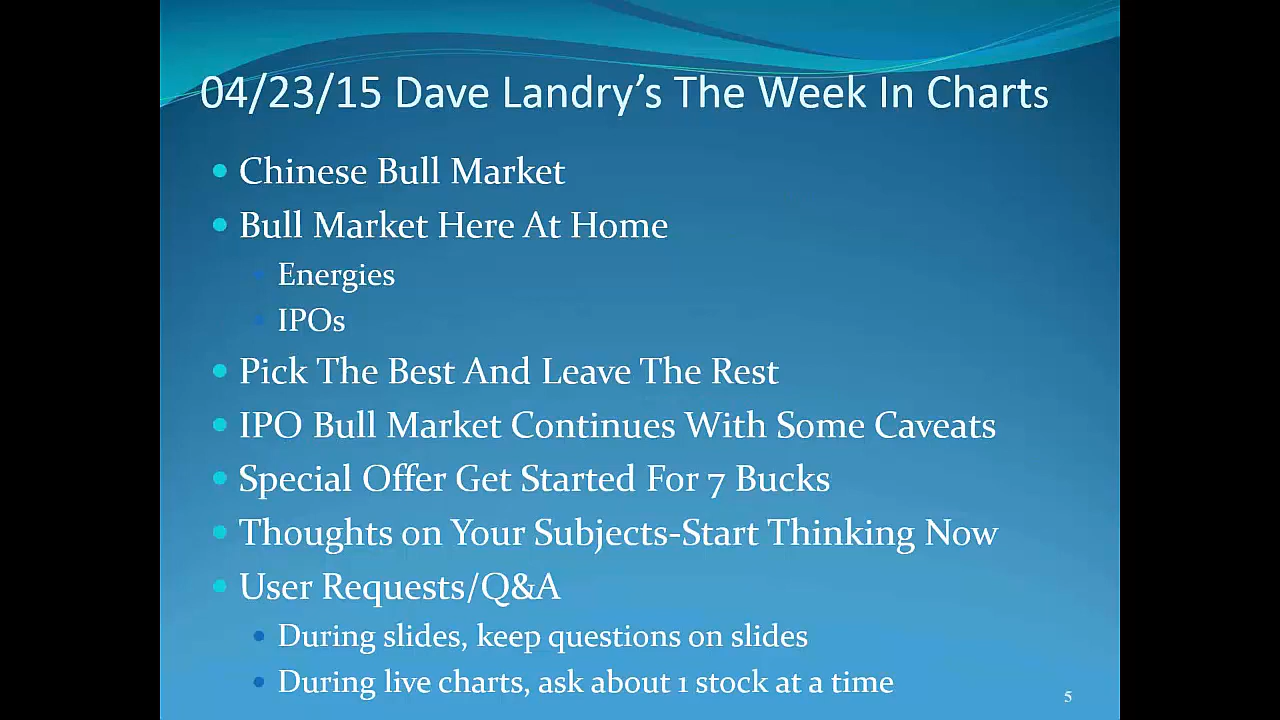 04/23/15 Dave Landry’s The Week In Charts
• Chinese Bull Market
• Bull Market Here At Home
• Energies
• IPOs
• Pick The Best And Leave The Rest
• IPO Bull Market Continues With Some Caveats
• Special Offer Get Started For 7 Bucks
• Thoughts on Your Subjects-Start Thinking Now
• User Requests/Q&A
• During slides, keep questions on slides
• During live charts, ask about 1 stock at a time
5